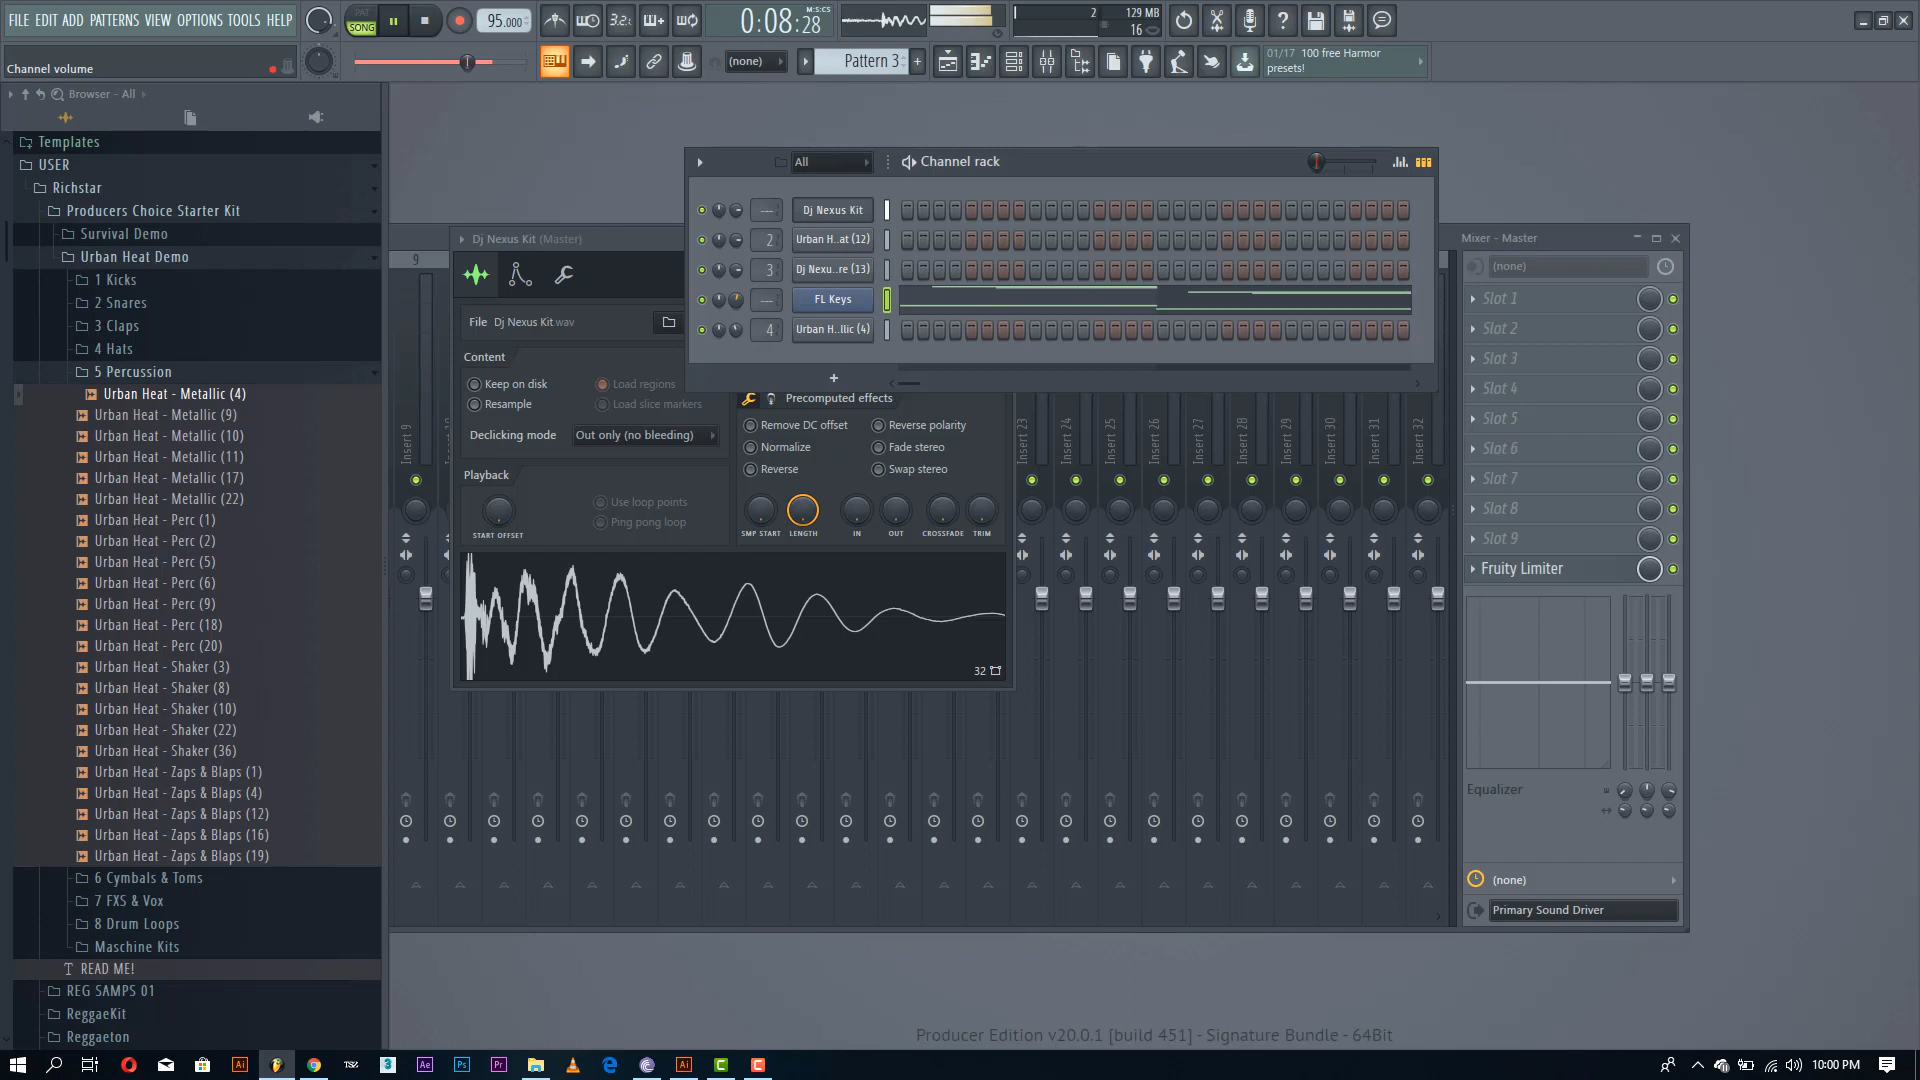 FILE EDIT ADD PATTERNS VIEW OPTIONS TOOLS HELP
PAT
SONG
95.000
3.2
0:08:28
M:S:CS
2
129 MB
16
Channel volume
(none)
Pattern 3
01/17 100 free Harmor
presets!
Browser - All
Templates
USER
Richstar
Producers Choice Starter Kit
Survival Demo
Urban Heat Demo
1 Kicks
2 Snares
3 Claps
4 Hats
5 Percussion
Urban Heat - Metallic (4)
Urban Heat - Metallic (9)
Urban Heat - Metallic (10)
Urban Heat - Metallic (11)
Urban Heat - Metallic (17)
Urban Heat - Metallic (22)
Urban Heat - Perc (1)
Urban Heat - Perc (2)
Urban Heat - Perc (5)
Urban Heat - Perc (6)
Urban Heat - Perc (9)
Urban Heat - Perc (18)
Urban Heat - Perc (20)
Urban Heat - Shaker (3)
Urban Heat - Shaker (8)
Urban Heat - Shaker (10)
Urban Heat - Shaker (22)
Urban Heat - Shaker (36)
Urban Heat - Zaps & Blaps (1)
Urban Heat - Zaps & Blaps (4)
Urban Heat - Zaps & Blaps (12)
Urban Heat - Zaps & Blaps (16)
Urban Heat - Zaps & Blaps (19)
6 Cymbals & Toms
7 FXS & Vox
8 Drum Loops
Maschine Kits
READ ME!
REG SAMPS 01
ReggaeKit
Reggaeton
All
Channel rack
--- Dj Nexus Kit
2 Urban H..at (12)
3 Dj Nexu..re (13)
--- FL Keys
4 Urban H..llic (4)
+
9
Dj Nexus Kit (Master)
File Dj Nexus Kit.wav
Content
Keep on disk
Load regions
Resample
Load slice markers
Declicking mode
Out only (no bleeding)
Playback
Use loop points
Ping pong loop
START OFFSET
Precomputed effects
Remove DC offset
Reverse polarity
Normalize
Fade stereo
Reverse
Swap stereo
SMP START
LENGTH
IN
OUT
CROSSFADE
TRIM
32
Insert 9
Insert 23
Insert 24
Insert 25
Insert 26
Insert 27
Insert 28
Insert 29
Insert 30
Insert 31
Insert 32
Mixer - Master
(none)
Slot 1
Slot 2
Slot 3
Slot 4
Slot 5
Slot 6
Slot 7
Slot 8
Slot 9
Fruity Limiter
Equalizer
(none)
Primary Sound Driver
Producer Edition v20.0.1 [build 451] - Signature Bundle - 64Bit
Ai
3
Ae
Ps
Pr
Ai
C
C
10:00 PM